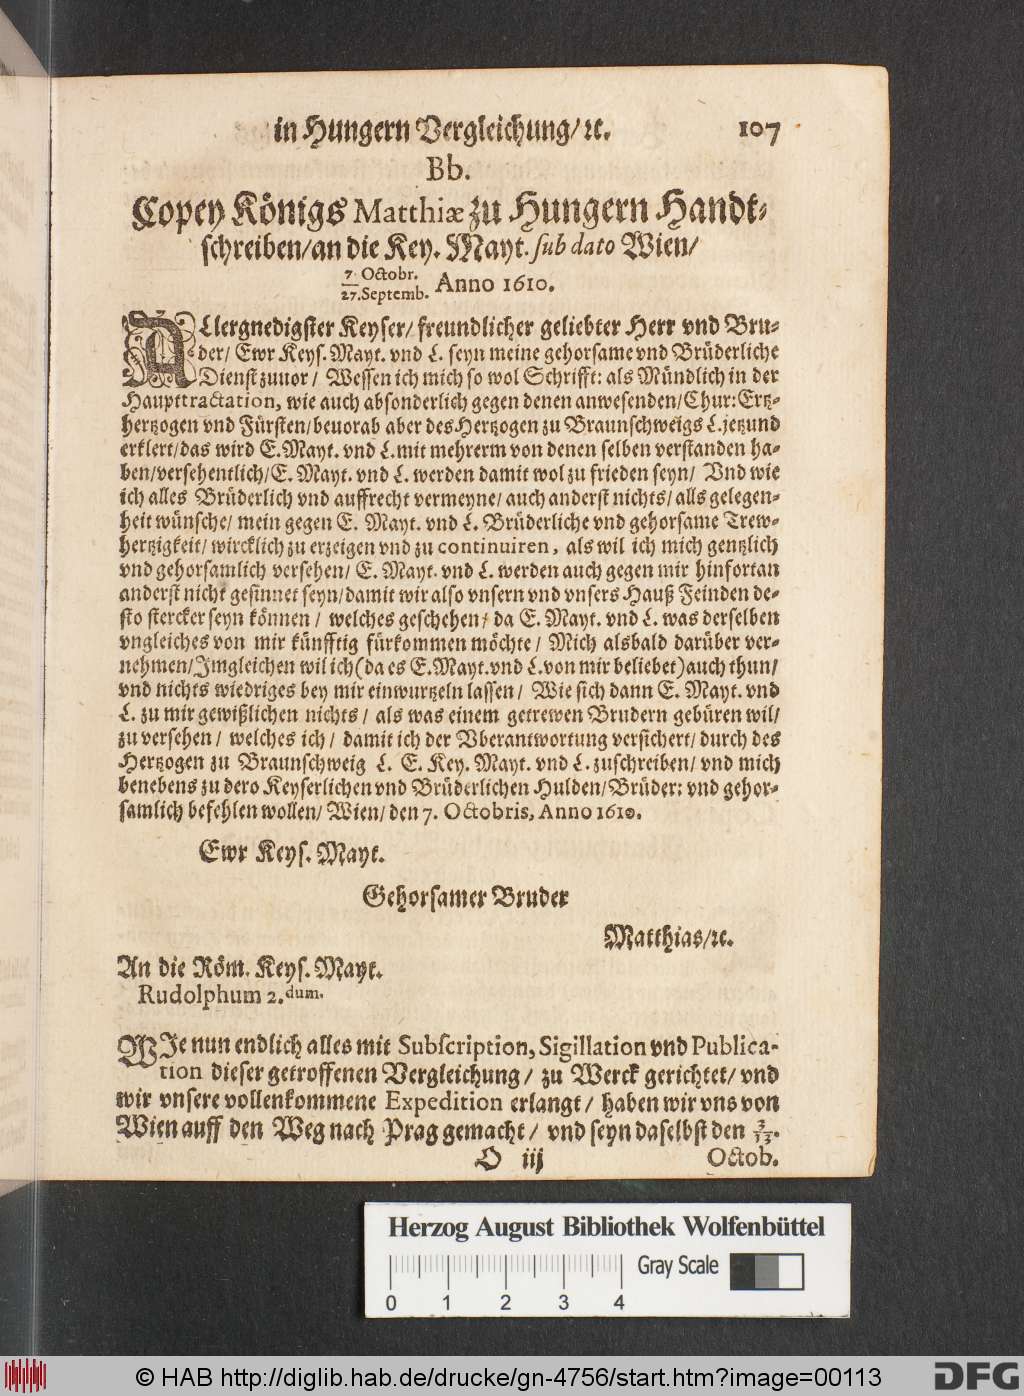 in Hungern Vergleichung/ꝛc. 107
Bb.
Copey Königs Matthiæ zu Hungern Handt-
schreiben/an die Key. Mayt. sub dato Wien/
7. Octobr. / 27. Septemb. Anno 1610.
ALlergnedigster Keyser/ freundlicher geliebter Herr vnd Bru-
der/ Ewr Keys. Mayt. vnd L. seyn meine gehorsame vnd Brüderliche
Dienst zuuor / Wessen ich mich so wol Schrifft: als Mündlich in der
Haupttractation, wie auch absonderlich gegen denen anwesenden/Chur:Ertz-
hertzogen vnd Fürsten/beuorab aber des Hertzogen zu Braunschweigs L.jetzund
erklert/das wird E.Mayt. vnd L.mit mehrerm von denen selben verstanden ha-
ben/versehentlich/E. Mayt. vnd L. werden damit wol zu frieden seyn/ Vnd wie
ich alles Brüderlich vnd auffrecht vermeyne/ auch anderst nichts/ alls gelegen-
heit wünsche/ mein gegen E. Mayt. vnd L. Brüderliche vnd gehorsame Trew-
hertzigkeit/ wircklich zu erzeigen vnd zu continuiren, als wil ich mich gentzlich
vnd gehorsamlich versehen/ E. Mayt. vnd L. werden auch gegen mir hinfortan
anderst nicht gesinnet seyn/damit wir also vnsern vnd vnsers Hauß Feinden de-
sto stercker seyn können / welches geschehen/ da E. Mayt. vnd L. was derselben
vngleiches von mir künfftig fürkommen möchte/ Mich alsbald darüber ver-
nehmen/Jmgleichen wil ich (da es E.Mayt.vnd L.von mir beliebet) auch thun/
vnd nichts wiedriges bey mir einwurtzeln lassen / Wie sich dann E. Mayt. vnd
L. zu mir gewißlichen nichts / als was einem getrewen Brudern gebüren wil/
zu versehen / welches ich / damit ich der Vberantwortung versichert/ durch des
Hertzogen zu Braunschweig L. E. Key. Mayt. vnd L. zuschreiben/ vnd mich
benebens zu dero Keyserlichen vnd Brüderlichen Hulden/ Brüder: vnd gehor-
samlich befehlen wollen/ Wien/ den 7. Octobris, Anno 1610.
Ewr Keys. Mayt.
Gehorsamer Bruder
Matthias/ꝛc.
An die Röm. Keys. Mayt.
Rudolphum 2.dum.
WJe nun endlich alles mit Subscription, Sigillation vnd Publica-
tion dieser getroffenen Vergleichung / zu Werck gerichtet/ vnd
wir vnsere vollenkommene Expedition erlangt / haben wir vns von
Wien auff den Weg nach Prag gemacht / vnd seyn daselbst den 3/13.
O iij Octob.
Herzog August Bibliothek Wolfenbüttel
Gray Scale
0 1 2 3 4
© HAB http://diglib.hab.de/drucke/gn-4756/start.htm?image=00113
DFG